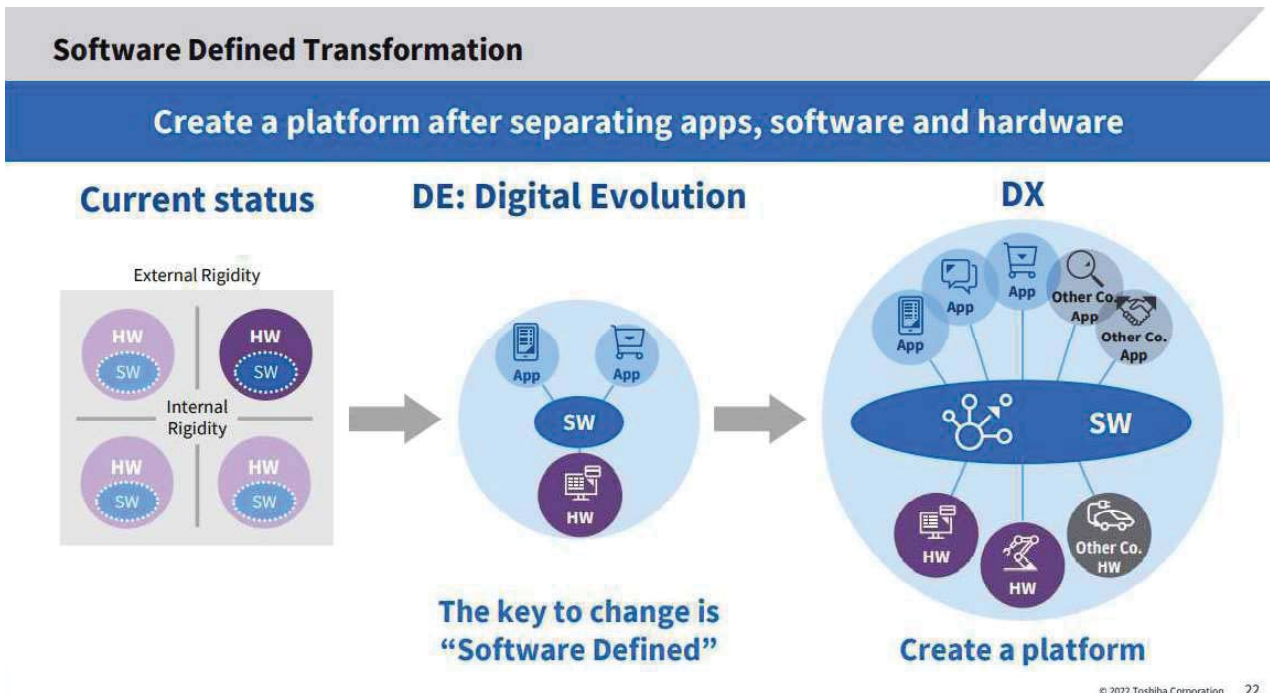 Software Defined Transformation
Create a platform after separating apps, software and hardware
Current status
External Rigidity
HW
SW
HW
SW
Internal
Rigidity
HW
SW
HW
SW
DE: Digital Evolution
App
App
SW
HW
The key to change is
“Software Defined”
DX
App
App
App
Other Co.
App
Other Co.
App
SW
HW
HW
Other Co.
HW
Create a platform
© 2022 Toshiba Corporation 22